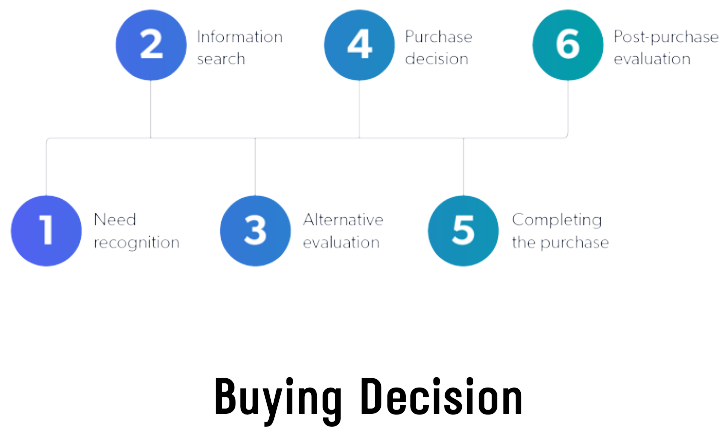 1
Need
recognition
2
Information
search
3
Alternative
evaluation
4
Purchase
decision
5
Completing
the purchase
6
Post-purchase
evaluation
Buying Decision